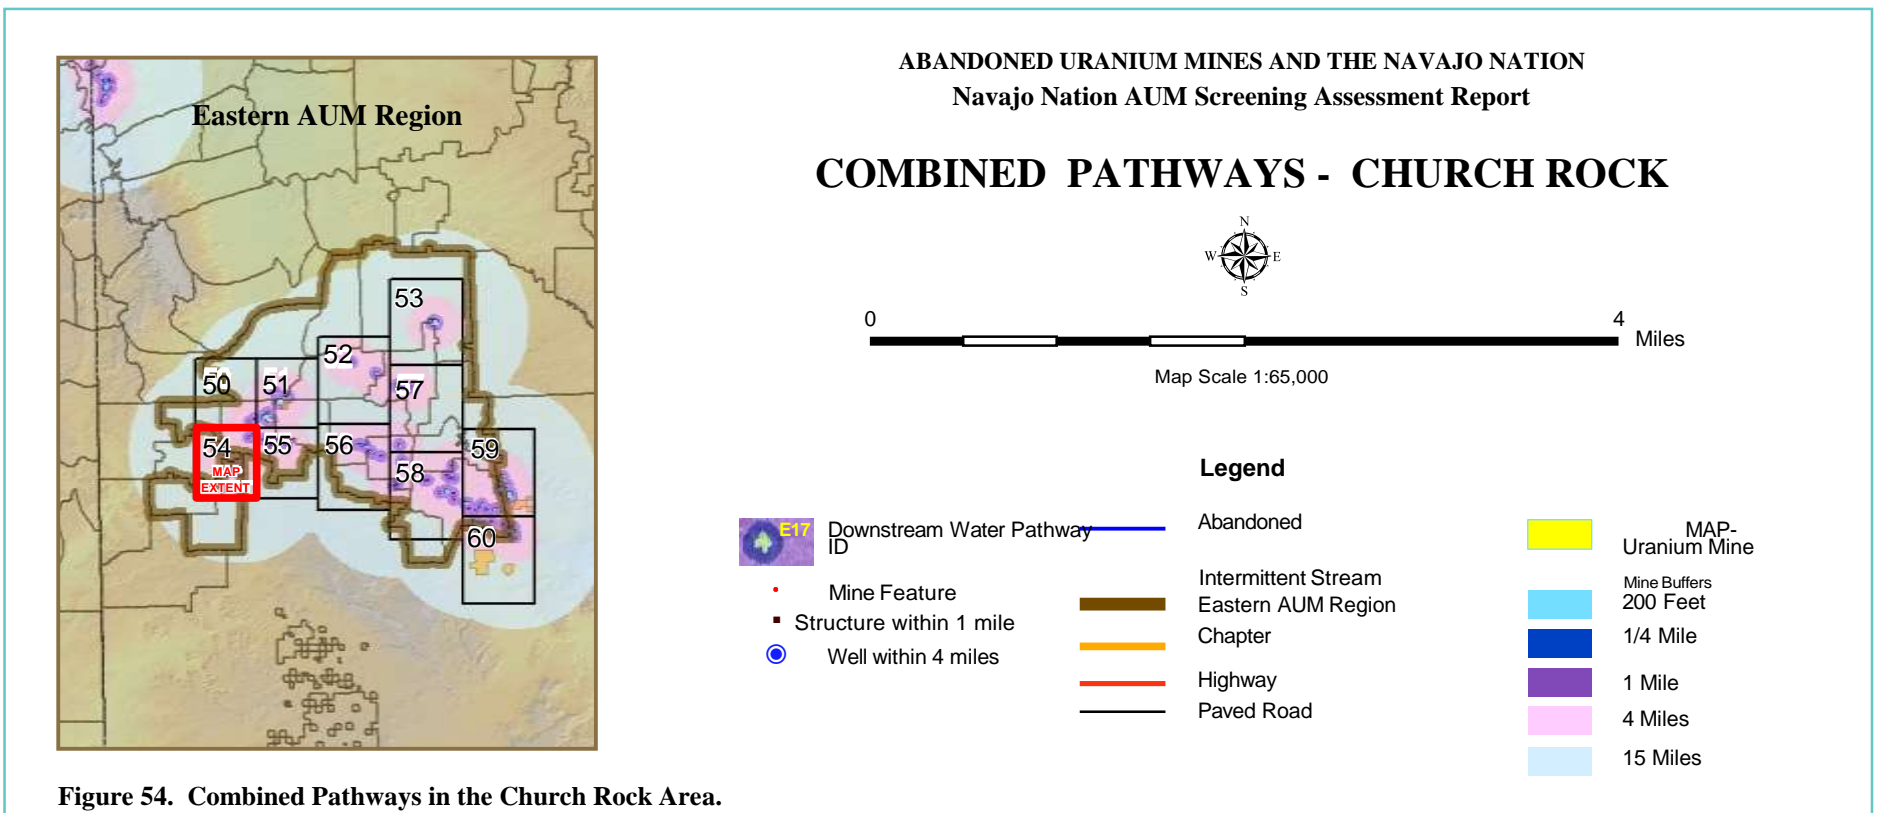 ABANDONED URANIUM MINES AND THE NAVAJO NATION
Navajo Nation AUM Screening Assessment Report
COMBINED PATHWAYS - CHURCH ROCK
N
W E
S
0 4
Miles
Map Scale 1:65,000
Eastern AUM Region
53
52
50 51
57
54 55 56 59
MAP
EXTENT
58
60
Legend
E17 Downstream Water Pathway
ID
Mine Feature
Structure within 1 mile
Well within 4 miles
Abandoned
Intermittent Stream
Eastern AUM Region
Chapter
Highway
Paved Road
MAP-
Uranium Mine
Mine Buffers
200 Feet
1/4 Mile
1 Mile
4 Miles
15 Miles
Figure 54. Combined Pathways in the Church Rock Area.